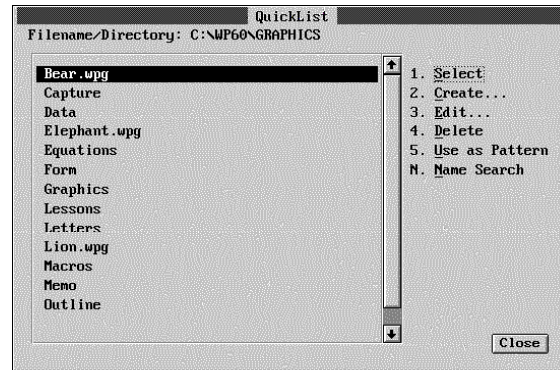 QuickList
Filename/Directory: C:\WP60\GRAPHICS
Bear.wpg
Capture
Data
Elephant.wpg
Equations
Form
Graphics
Lessons
Letters
Lion.wpg
Macros
Memo
Outline
1. Select
2. Create...
3. Edit...
4. Delete
5. Use as Pattern
N. Name Search
Close